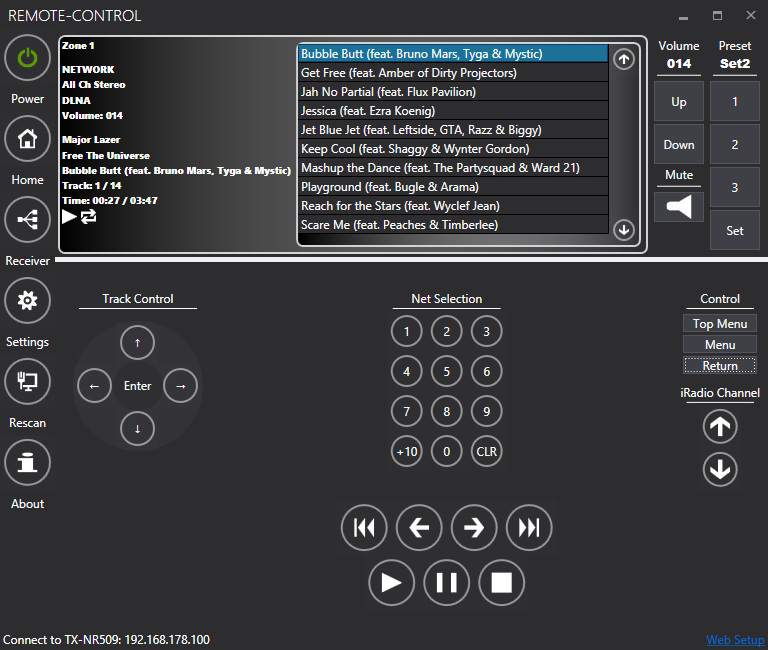 REMOTE-CONTROL
Power
Home
Receiver
Settings
Rescan
About
Zone 1
NETWORK
All Ch Stereo
DLNA
Volume: 014
Major Lazer
Free The Universe
Bubble Butt (feat. Bruno Mars, Tyga & Mystic)
Track: 1 / 14
Time: 00:27 / 03:47
Bubble Butt (feat. Bruno Mars, Tyga & Mystic)
Get Free (feat. Amber of Dirty Projectors)
Jah No Partial (feat. Flux Pavilion)
Jessica (feat. Ezra Koenig)
Jet Blue Jet (feat. Leftside, GTA, Razz & Biggy)
Keep Cool (feat. Shaggy & Wynter Gordon)
Mashup the Dance (feat. The Partysquad & Ward 21)
Playground (feat. Bugle & Arama)
Reach for the Stars (feat. Wyclef Jean)
Scare Me (feat. Peaches & Timberlee)
Volume
014
Up
Down
Mute
Preset
Set2
1
2
3
Set
Track Control
↑
← Enter →
↓
Net Selection
1 2 3
4 5 6
7 8 9
+10 0 CLR
Control
Top Menu
Menu
Return
iRadio Channel
Connect to TX-NR509: 192.168.178.100
Web Setup